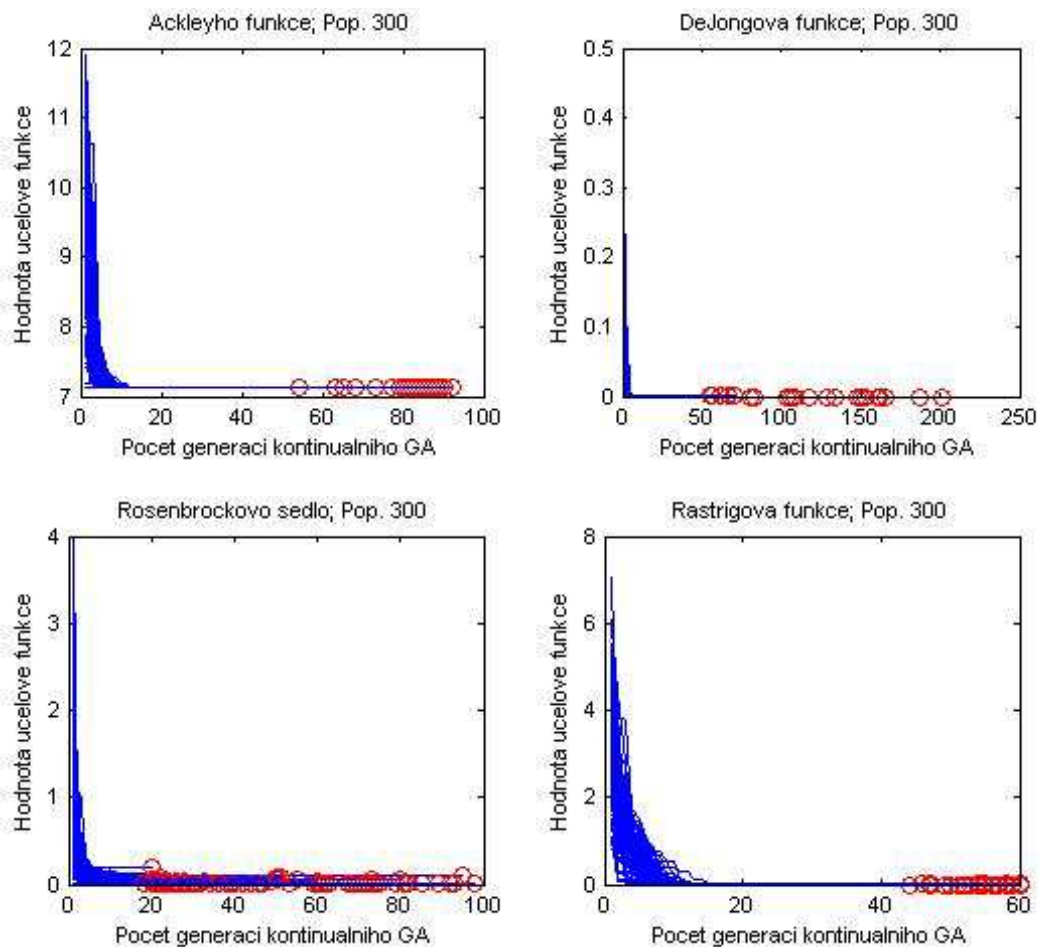 Ackleyho funkce; Pop. 300
12
11
10
9
8
7
0 20 40 60 80 100
Hodnota ucelove funkce
Pocet generaci kontinualniho GA
DeJongova funkce; Pop. 300
0.5
0.4
0.3
0.2
0.1
0
0 50 100 150 200 250
Hodnota ucelove funkce
Pocet generaci kontinualniho GA
Rosenbrockovo sedlo; Pop. 300
4
3
2
1
0
0 20 40 60 80 100
Hodnota ucelove funkce
Pocet generaci kontinualniho GA
Rastrigova funkce; Pop. 300
8
6
4
2
0
0 20 40 60
Hodnota ucelove funkce
Pocet generaci kontinualniho GA